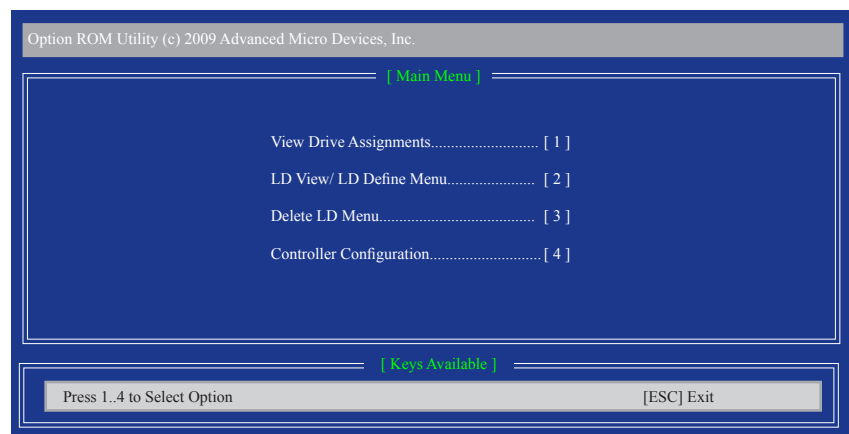 Option ROM Utility (c) 2009 Advanced Micro Devices, Inc.
[ Main Menu ]
View Drive Assignments........................... [ 1 ]
LD View/ LD Define Menu...................... [ 2 ]
Delete LD Menu....................................... [ 3 ]
Controller Configuration............................ [ 4 ]
[ Keys Available ]
Press 1..4 to Select Option [ESC] Exit